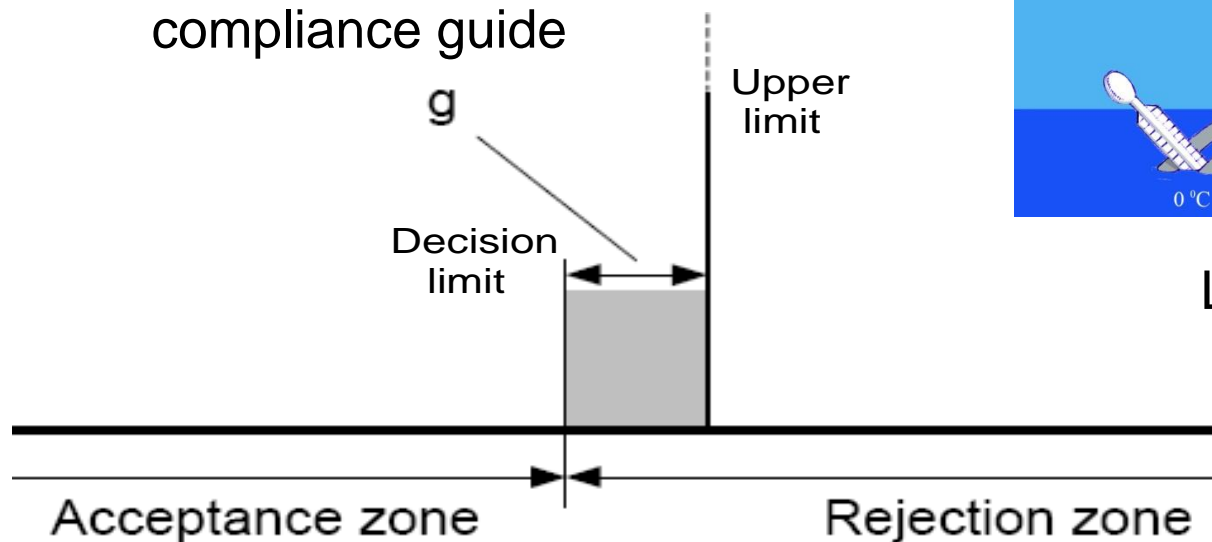 compliance guide
g
Upper
limit
Decision
limit
0 °C
L
Acceptance zone
Rejection zone